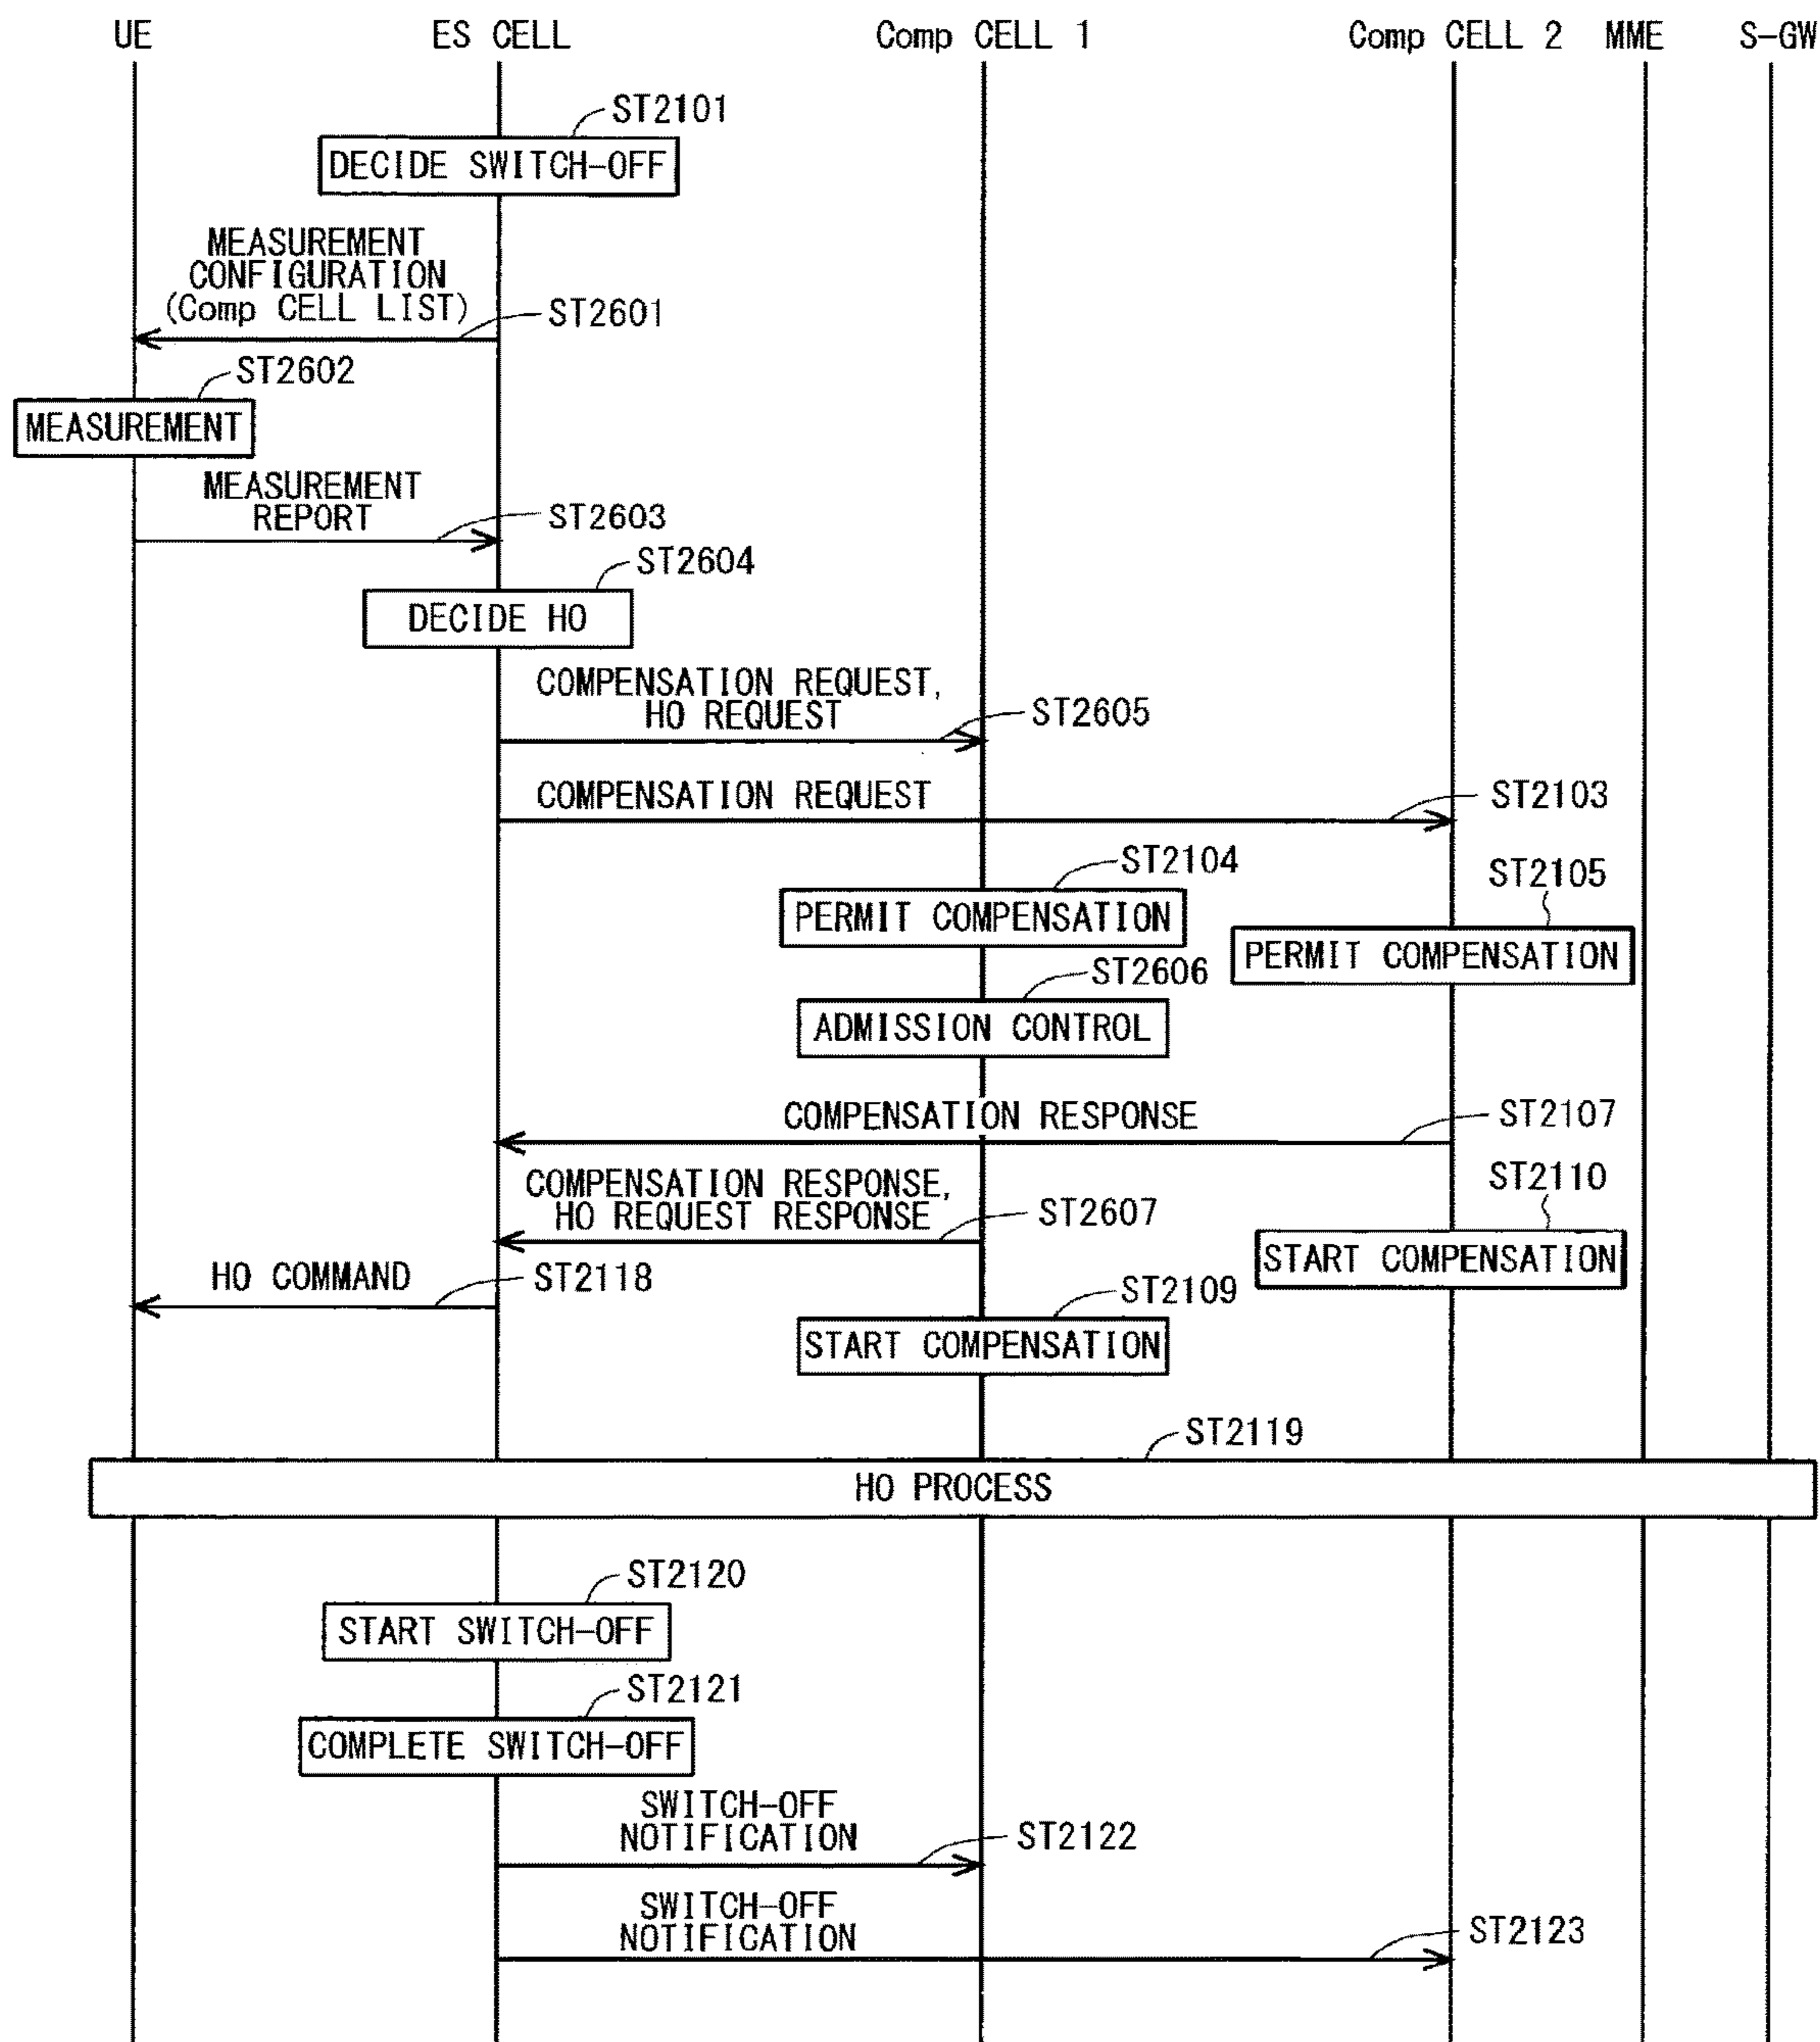 UE
ES CELL
Comp CELL 1
Comp CELL 2
MME
S-GW
ST2101
DECIDE SWITCH-OFF
MEASUREMENT
CONFIGURATION
(Comp CELL LIST)
ST2601
ST2602
MEASUREMENT
MEASUREMENT
REPORT
ST2603
ST2604
DECIDE HO
COMPENSATION REQUEST,
HO REQUEST
ST2605
COMPENSATION REQUEST
ST2103
ST2104
PERMIT COMPENSATION
ST2105
PERMIT COMPENSATION
ST2606
ADMISSION CONTROL
COMPENSATION RESPONSE
ST2107
COMPENSATION RESPONSE,
HO REQUEST RESPONSE
ST2607
ST2110
START COMPENSATION
HO COMMAND
ST2118
ST2109
START COMPENSATION
ST2119
HO PROCESS
ST2120
START SWITCH-OFF
ST2121
COMPLETE SWITCH-OFF
SWITCH-OFF
NOTIFICATION
ST2122
SWITCH-OFF
NOTIFICATION
ST2123